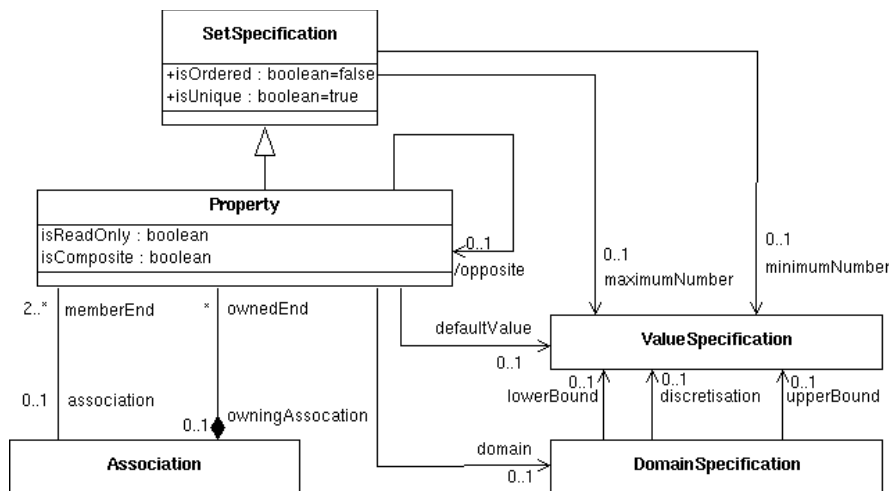 SetSpecification
+isOrdered : boolean=false
+isUnique : boolean=true
Property
isReadOnly : boolean
isComposite : boolean
0..1
/opposite
0..1
maximumNumber
0..1
minimumNumber
2..*
memberEnd
*
ownedEnd
defaultValue
0..1
ValueSpecification
0..1
lowerBound
0..1
discretisation
0..1
upperBound
0..1
association
0..1
owningAssocation
domain
0..1
Association
DomainSpecification